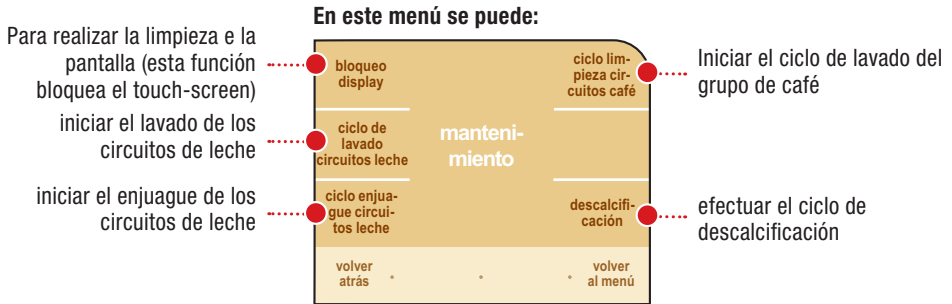 En este menú se puede:
Para realizar la limpieza e la
pantalla (esta función
bloquea el touch-screen)
iniciar el lavado de los
circuitos de leche
iniciar el enjuague de los
circuitos de leche
bloqueo
display
ciclo de
lavado
circuitos leche
ciclo enjua-
gue circui-
tos leche
volver
atrás
manteni-
miento
ciclo lim-
pieza cir-
cuitos café
descalcifi-
cación
volver
al menú
Iniciar el ciclo de lavado del
grupo de café
efectuar el ciclo de
descalcificación